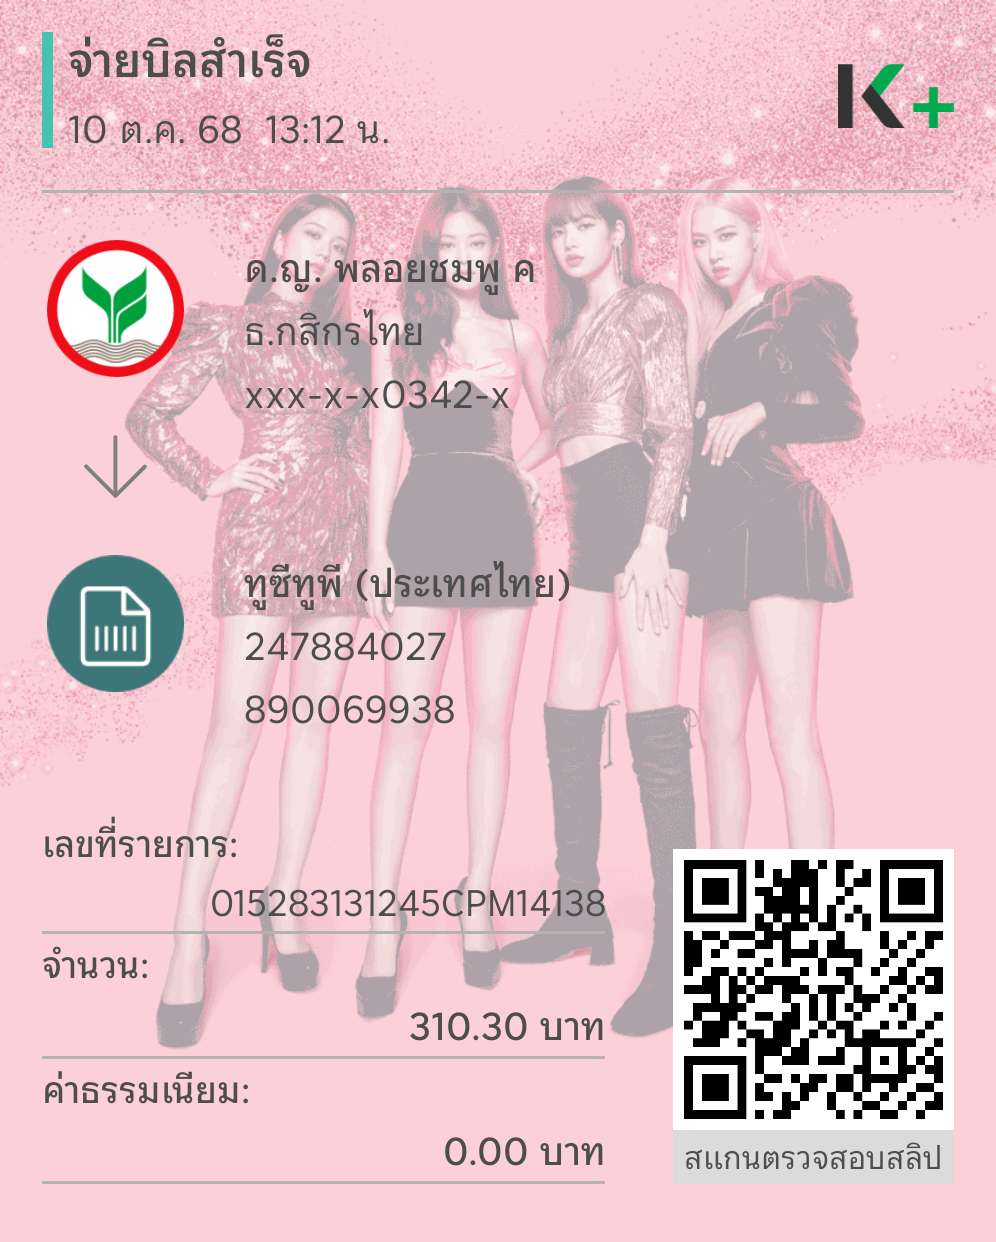 จ่ายบิลสำเร็จ
10 ต.ค. 68 13:12 น.
K+
ด.ญ. พลอยชมพู ค
ธ.กสิกรไทย
xxx-x-x0342-x
ทูซีทูพี (ประเทศไทย)
247884027
890069938
เลขที่รายการ:
015283131245CPM14138
จำนวน:
310.30 บาท
ค่าธรรมเนียม:
0.00 บาท
สแกนตรวจสอบสลิป